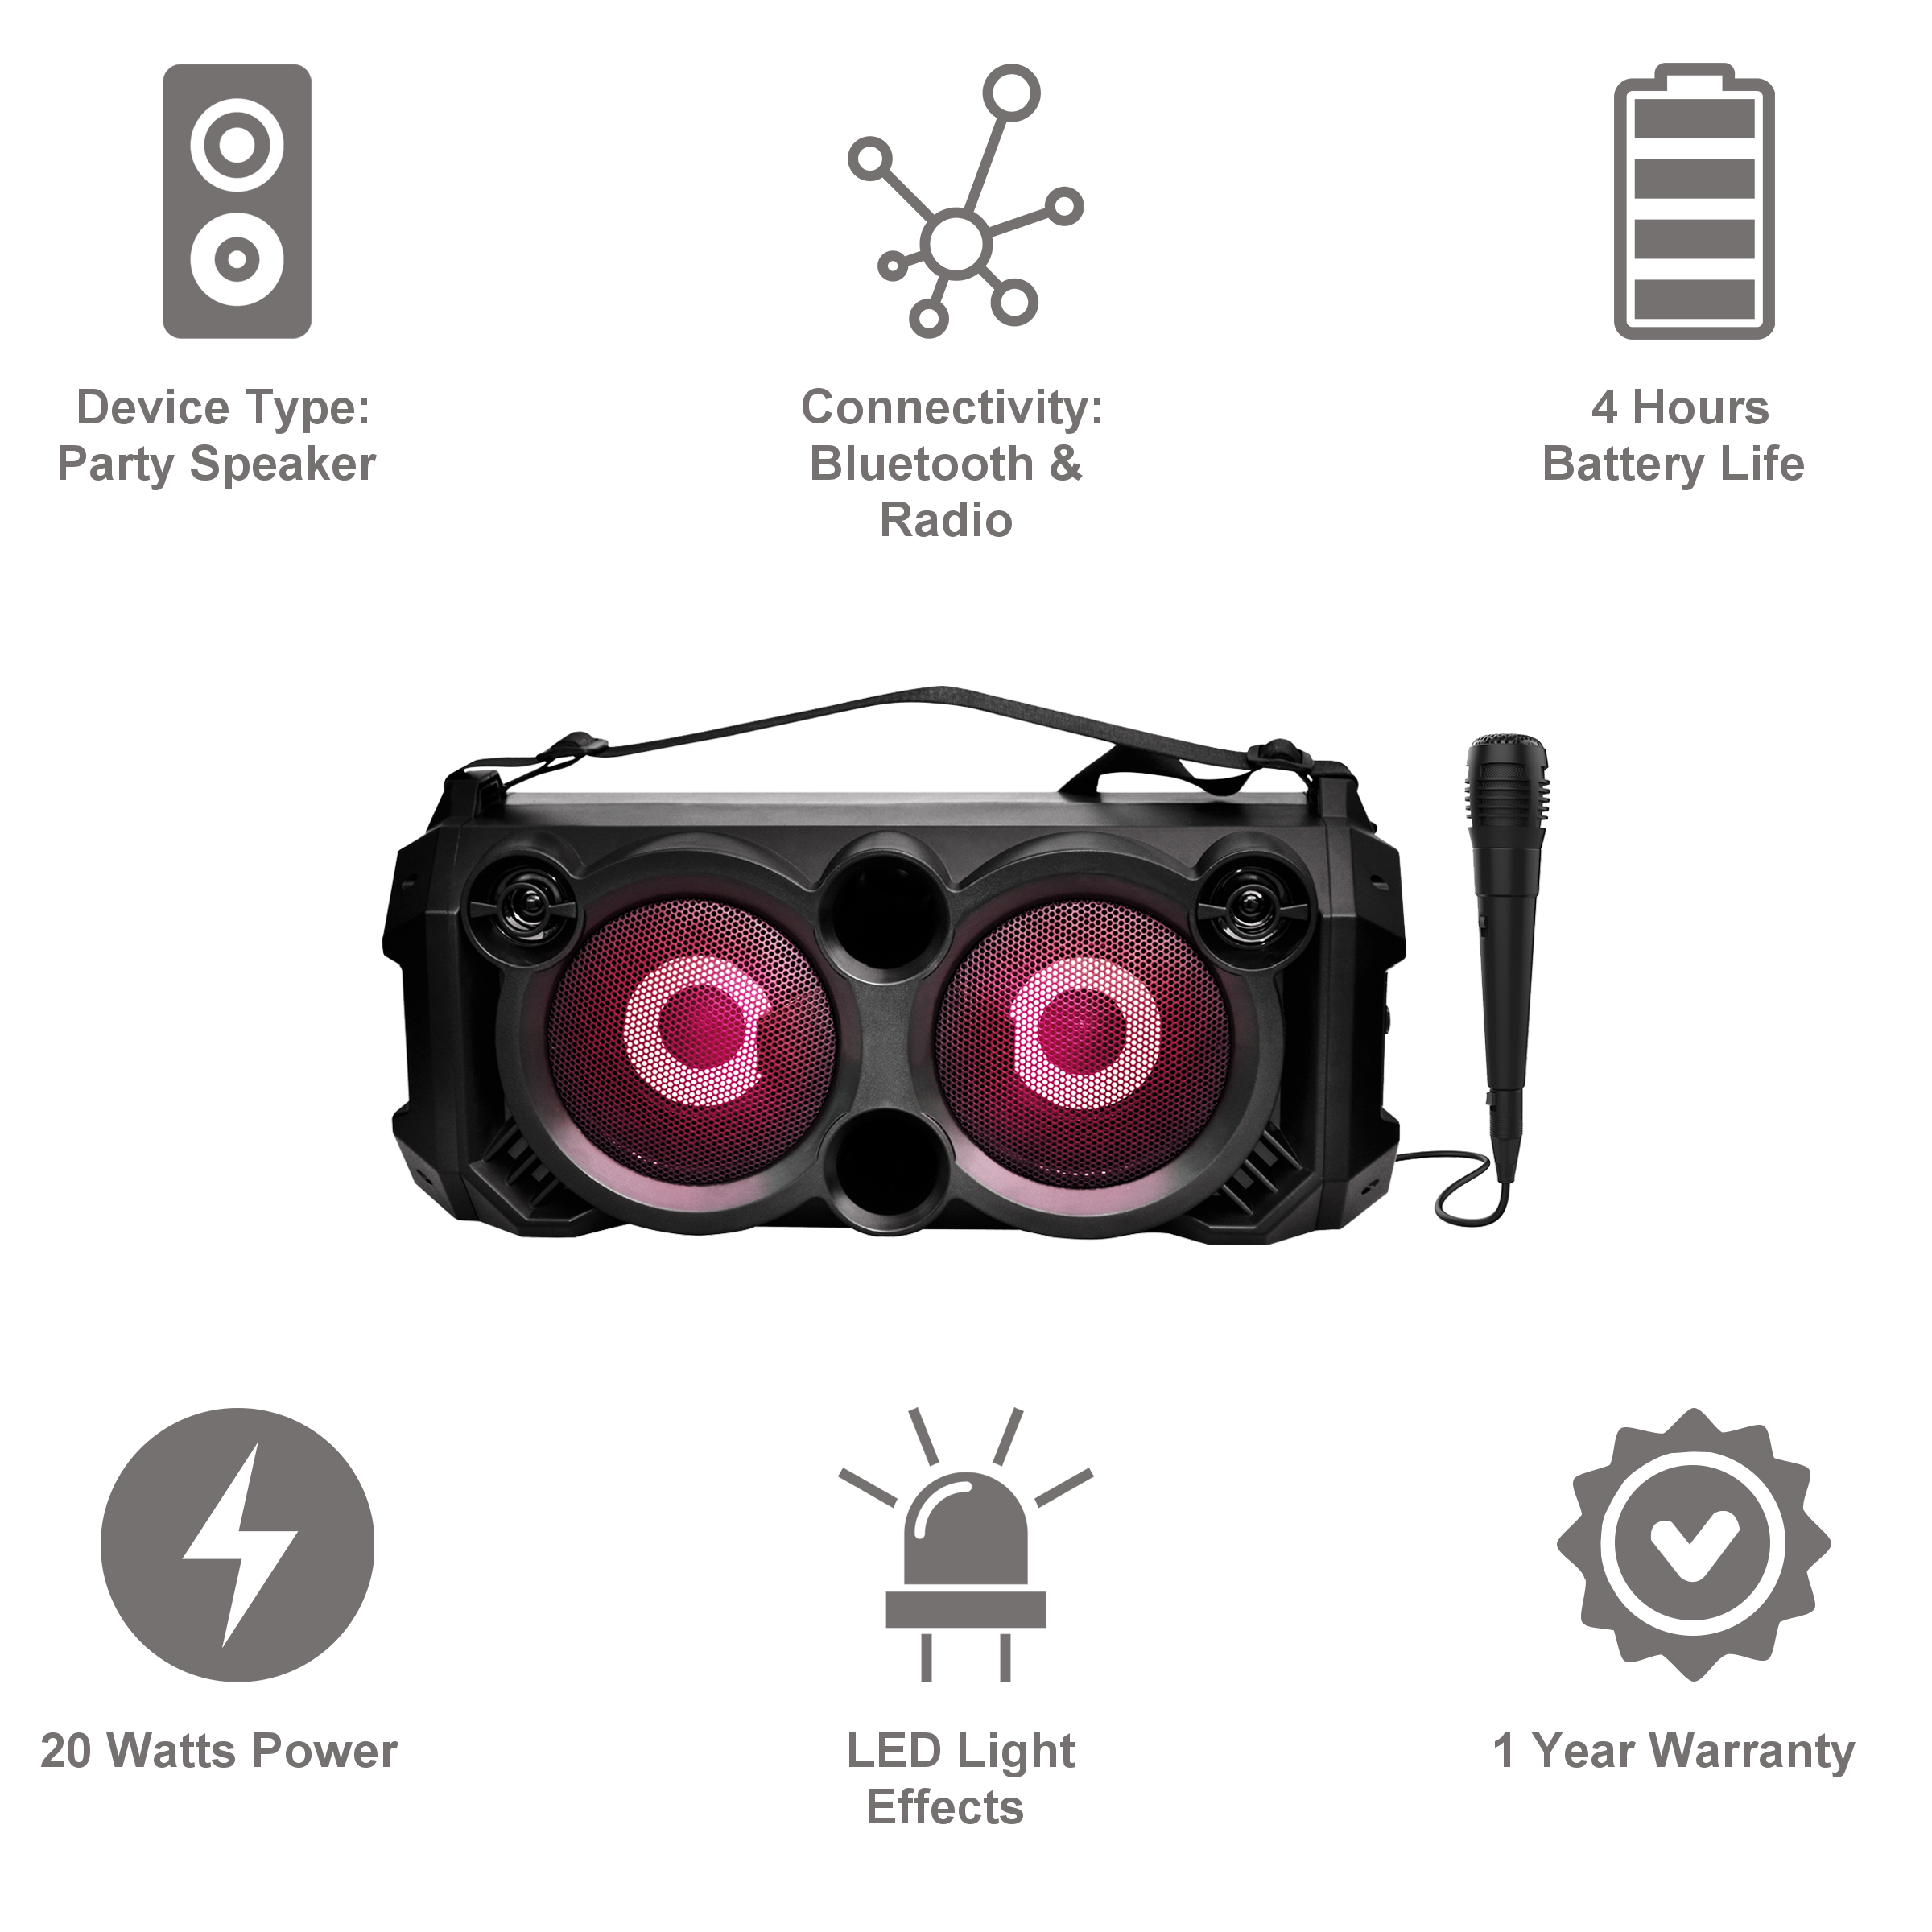 Device Type:
Party Speaker
Connectivity:
Bluetooth &
Radio
4 Hours
Battery Life
20 Watts Power
LED Light
Effects
1 Year Warranty